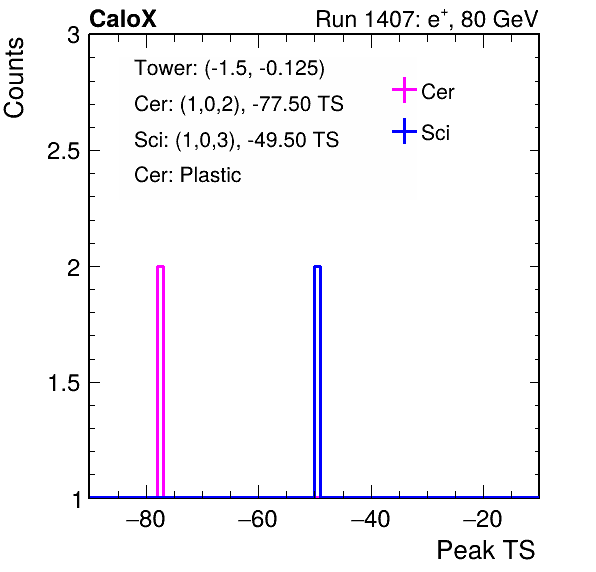 CaloX Run 1407: e⁺, 80 GeV
Counts
3
2.5
2
1.5
1
Tower: (-1.5, -0.125)
Cer: (1,0,2), -77.50 TS
Sci: (1,0,3), -49.50 TS
Cer: Plastic
Cer
Sci
−80 −60 −40 −20
Peak TS